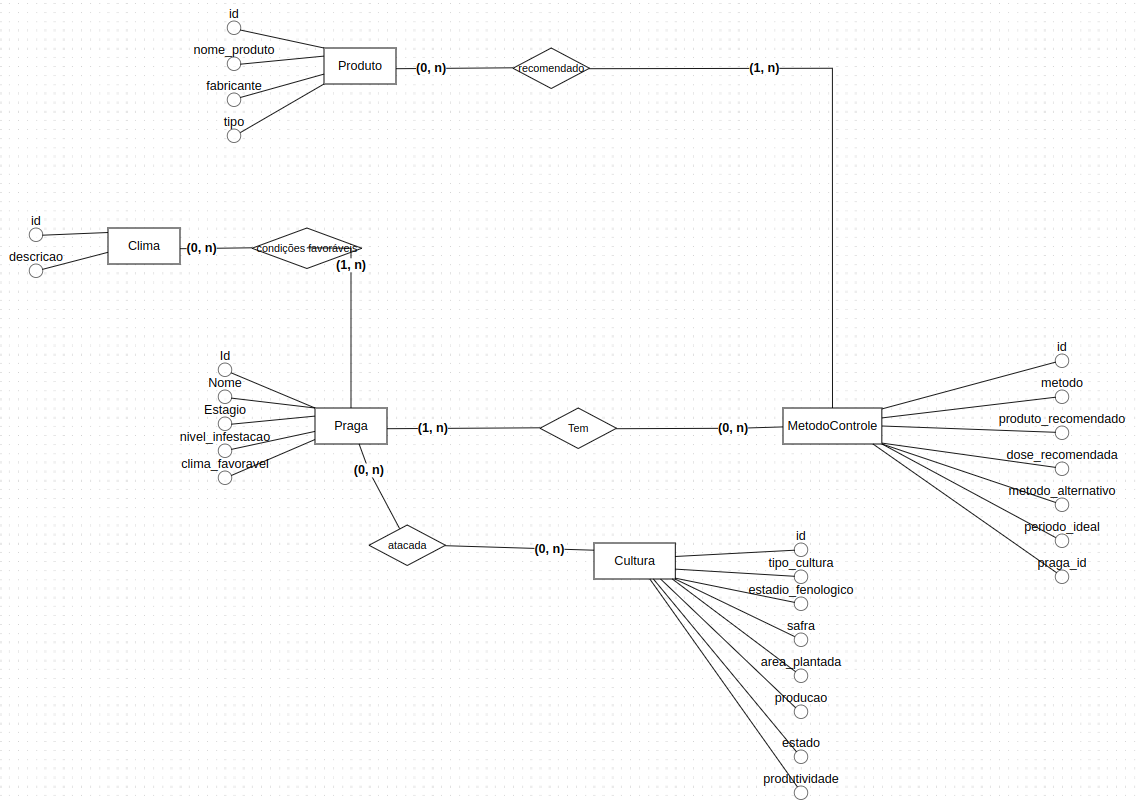 id
nome_produto
fabricante
tipo
Produto
(0, n)
recomendado
(1, n)
id
descricao
Clima
(0, n)
condições favoráveis
(1, n)
Id
Nome
Estagio
nivel_infestacao
clima_favoravel
Praga
(1, n)
Tem
(0, n)
MetodoControle
id
metodo
produto_recomendado
dose_recomendada
metodo_alternativo
periodo_ideal
praga_id
(0, n)
atacada
(0, n)
Cultura
id
tipo_cultura
estadio_fenologico
safra
area_plantada
producao
estado
produtividade